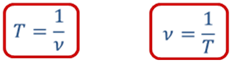 T = 1/ν
ν = 1/T